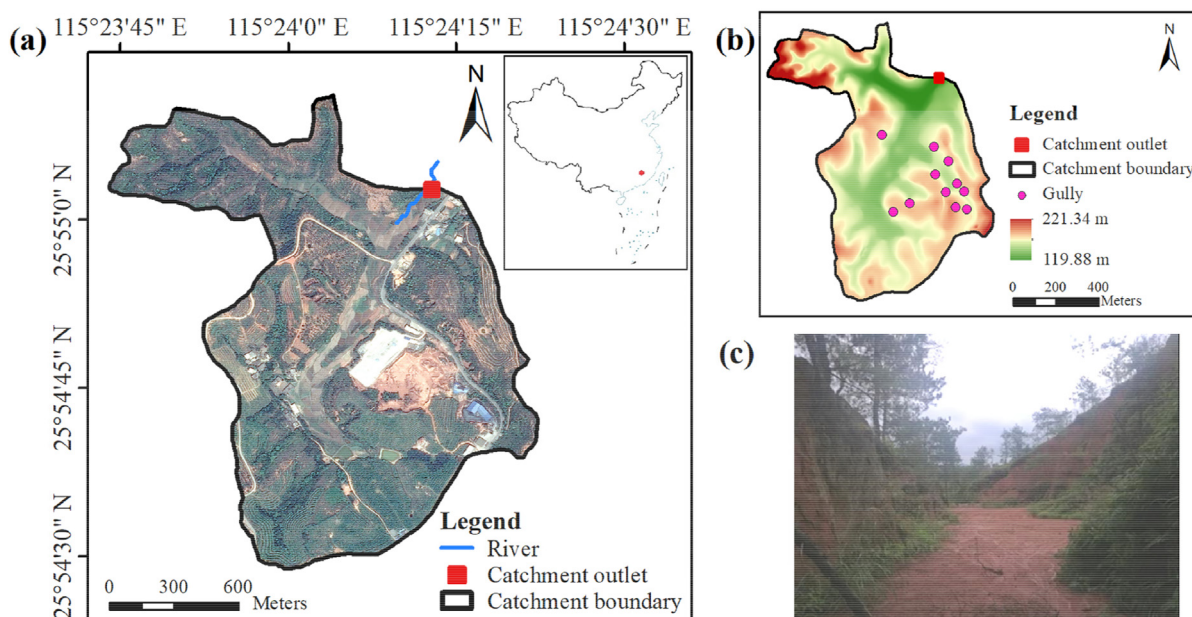 (a)
115°23'45" E
115°24'0" E
115°24'15" E
115°24'30" E
25°55'0" N
25°54'45" N
25°54'30" N
N
Legend
River
Catchment outlet
Catchment boundary
0 300 600
Meters
(b)
N
Legend
Catchment outlet
Catchment boundary
Gully
221.34 m
119.88 m
0 200 400
Meters
(c)